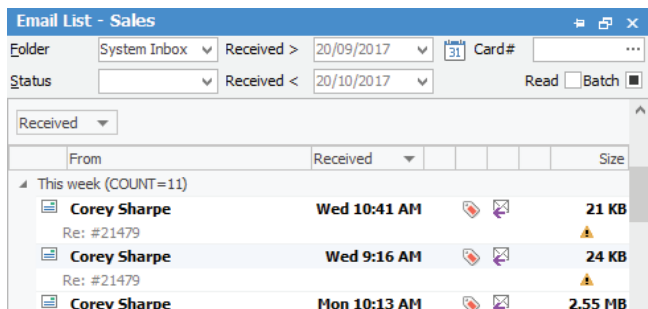 Email List - Sales
Folder System Inbox Received > 20/09/2017 31 Card# ...
Status Received < 20/10/2017 Read Batch
Received
From Received Size
This week (COUNT=11)
Corey Sharpe Wed 10:41 AM 21 KB
Re: #21479
Corey Sharpe Wed 9:16 AM 24 KB
Re: #21479
Corey Sharpe Mon 10:13 AM 2.55 MB